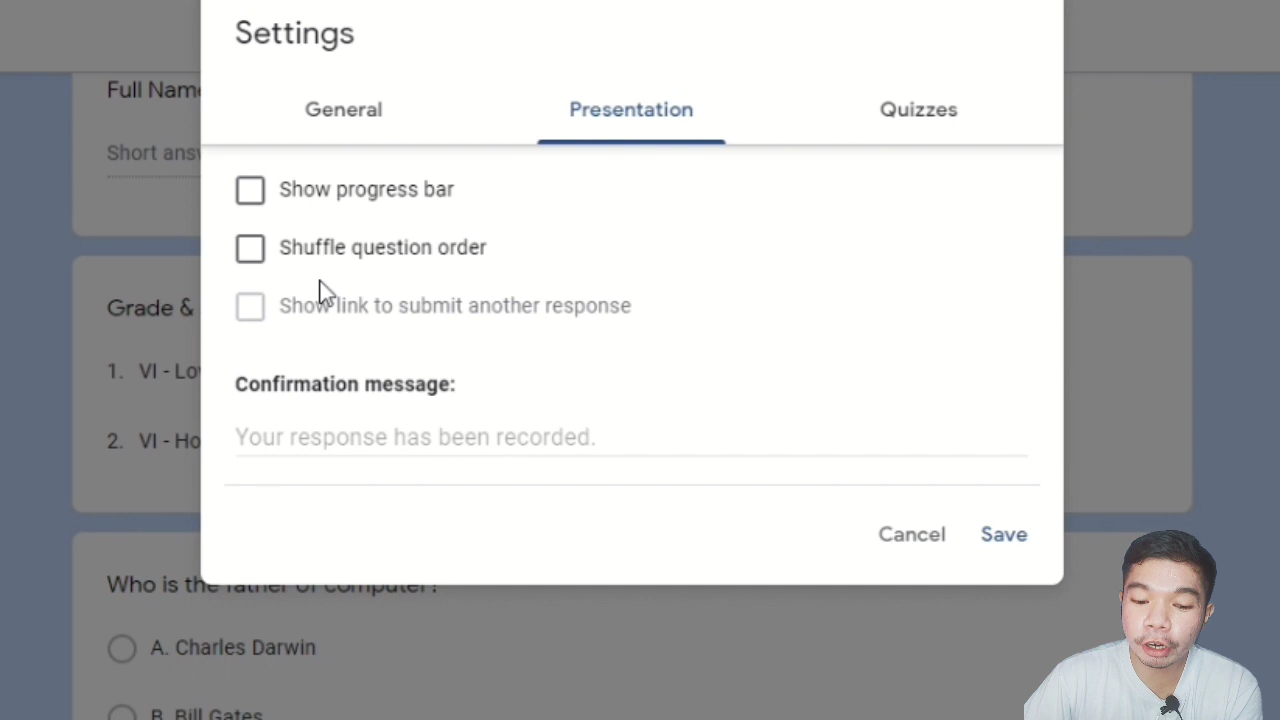 Settings
General
Presentation
Quizzes
Show progress bar
Shuffle question order
Show link to submit another response
Confirmation message:
Your response has been recorded.
Cancel
Save
Full Name
Short ans
Grade &
1. VI - Lo
2. VI - Ho
Who is the father of computer?
A. Charles Darwin
B. Bill Gates